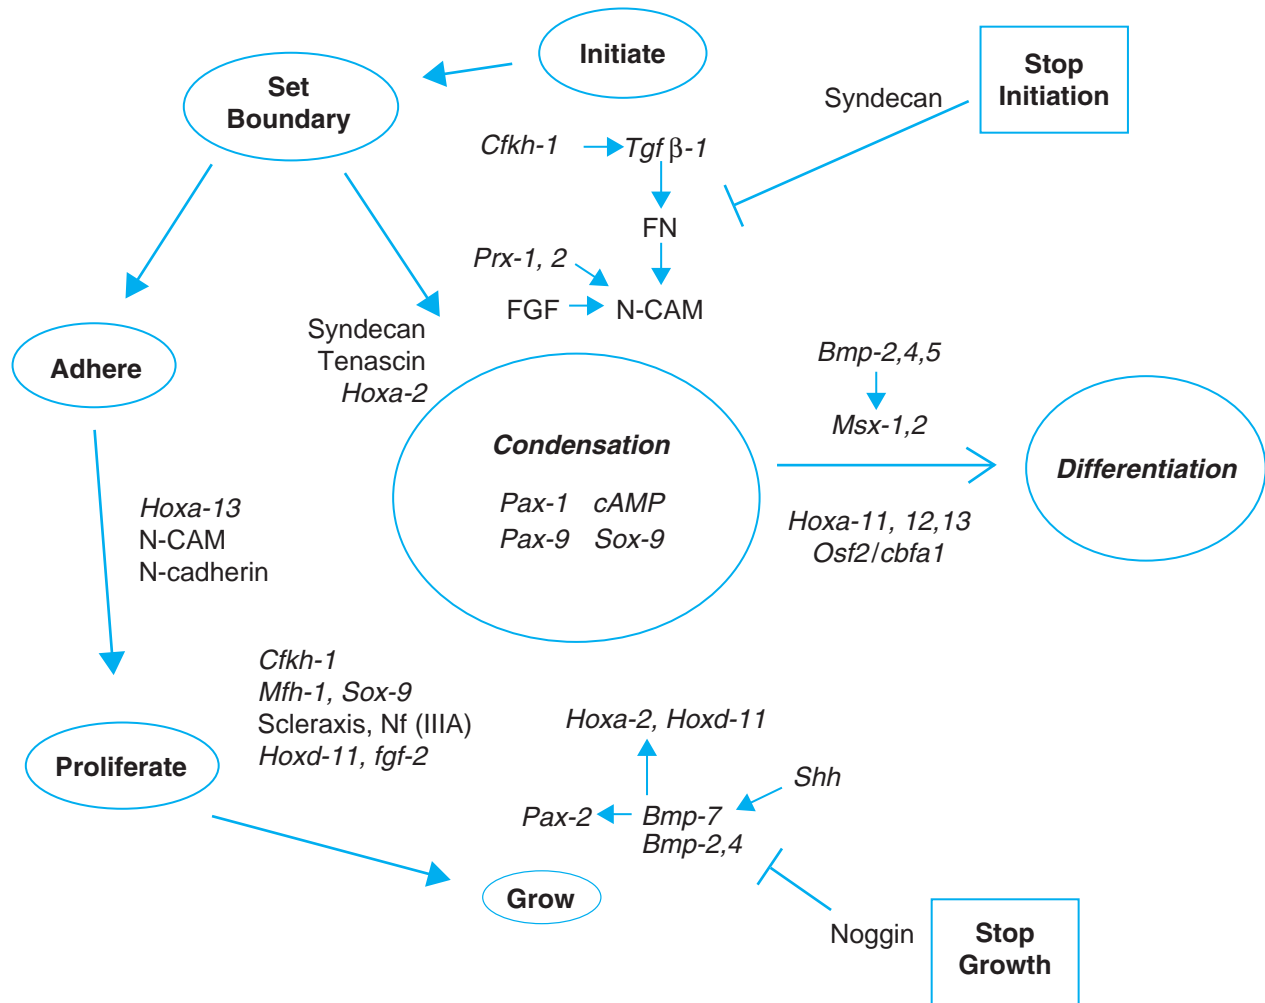 Initiate
Set
Boundary
Stop
Initiation
Syndecan
Cfkh-1
Tgf β-1
FN
Prx-1, 2
FGF
N-CAM
Syndecan
Tenascin
Hoxa-2
Adhere
Bmp-2,4,5
Msx-1,2
Condensation
Pax-1 cAMP
Pax-9 Sox-9
Differentiation
Hoxa-11, 12,13
Osf2/cbfa1
Hoxa-13
N-CAM
N-cadherin
Cfkh-1
Mfh-1, Sox-9
Scleraxis, Nf (IIIA)
Hoxd-11, fgf-2
Proliferate
Hoxa-2, Hoxd-11
Shh
Pax-2
Bmp-7
Bmp-2,4
Grow
Noggin
Stop
Growth